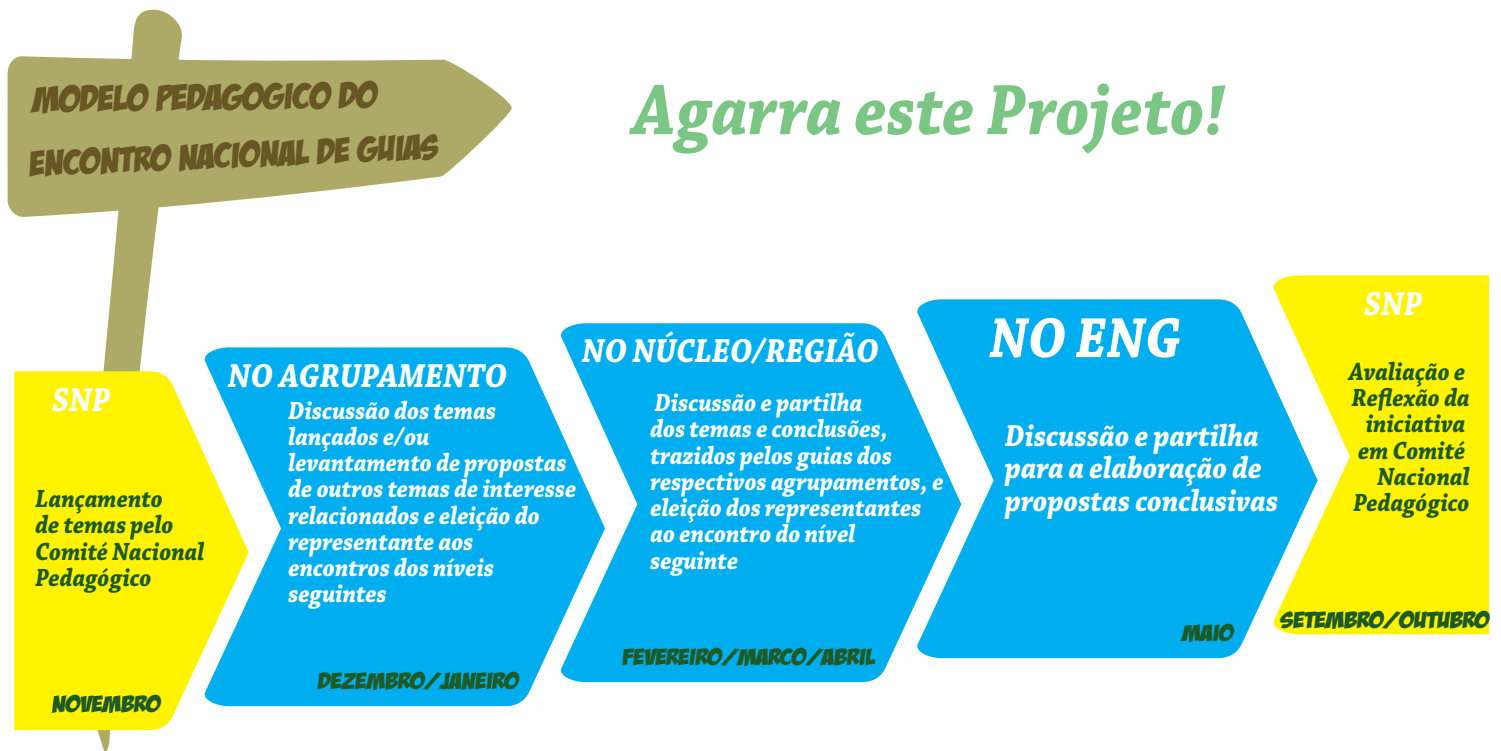 MODELO PEDAGOGICO DO
ENCONTRO NACIONAL DE GUIAS
Agarra este Projeto!
SNP
Lançamento
de temas pelo
Comité Nacional
Pedagógico
NOVEMBRO
NO AGRUPAMENTO
Discussão dos temas
lançados e/ou
levantamento de propostas
de outros temas de interesse
relacionados e eleição do
representante aos
encontros dos níveis
seguintes
DEZEMBRO/JANEIRO
NO NÚCLEO/REGIÃO
Discussão e partilha
dos temas e conclusões,
trazidos pelos guias dos
respectivos agrupamentos, e
eleição dos representantes
ao encontro do nível
seguinte
FEVEREIRO/MARCO/ABRIL
NO ENG
Discussão e partilha
para a elaboração de
propostas conclusivas
MAIO
SNP
Avaliação e
Reflexão da
iniciativa
em Comité
Nacional
Pedagógico
SETEMBRO/OUTUBRO